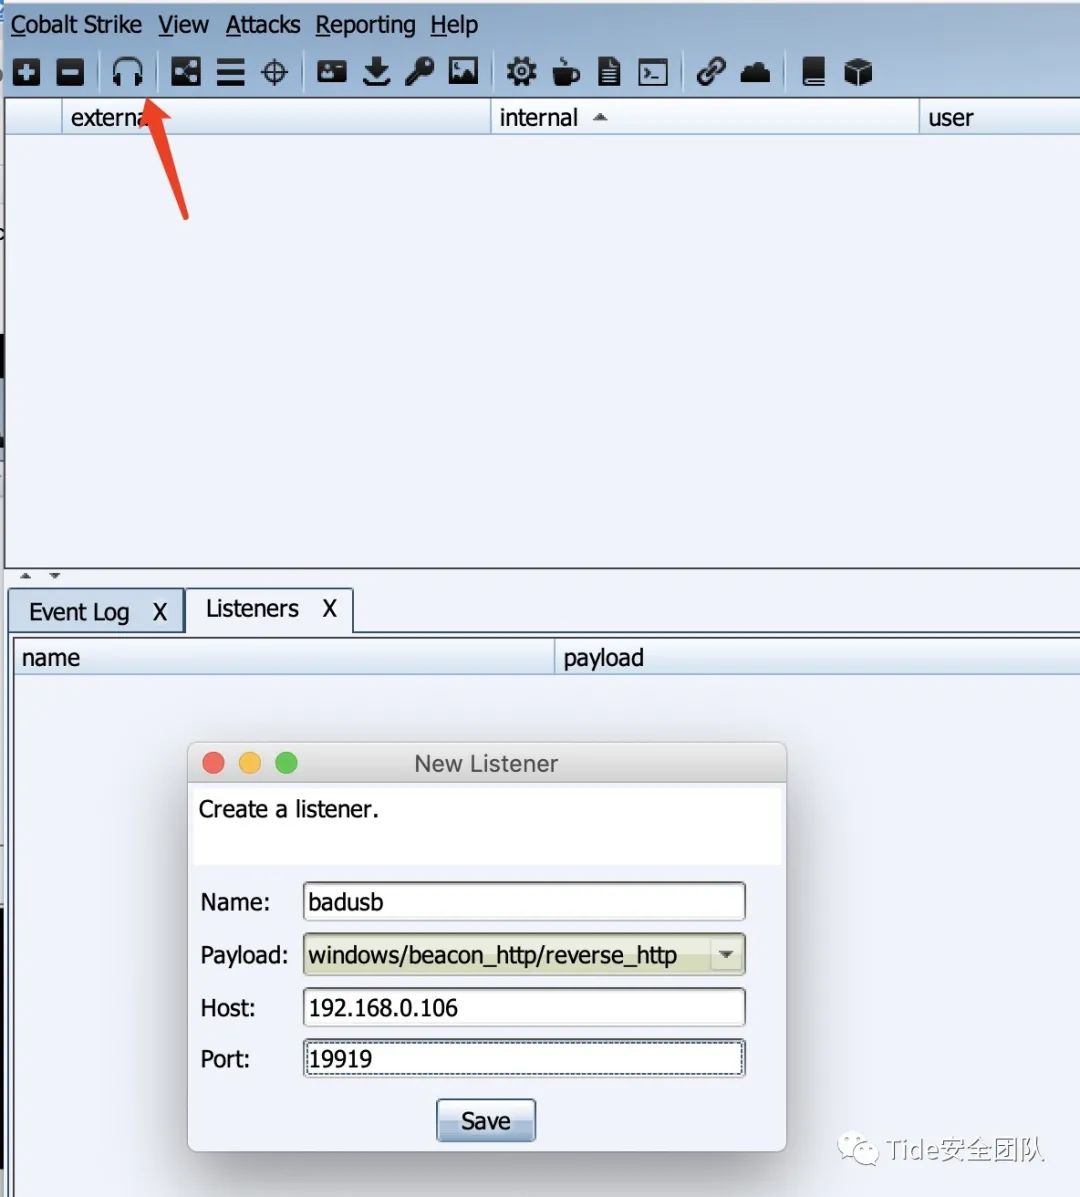 Cobalt Strike View Attacks Reporting Help
external internal user
Event Log X Listeners X
name payload
New Listener
Create a listener.
Name: badusb
Payload: windows/beacon_http/reverse_http
Host: 192.168.0.106
Port: 19919
Save
Tide安全团队